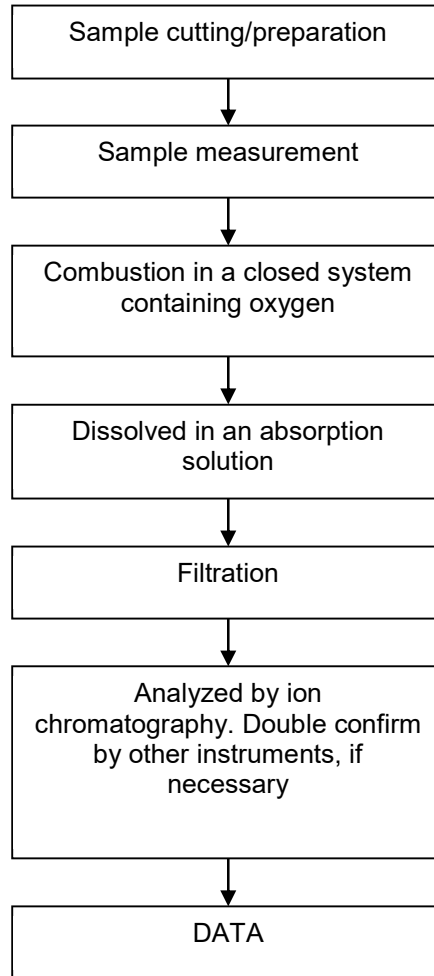 Sample cutting/preparation
Sample measurement
Combustion in a closed system
containing oxygen
Dissolved in an absorption
solution
Filtration
Analyzed by ion
chromatography. Double confirm
by other instruments, if
necessary
DATA